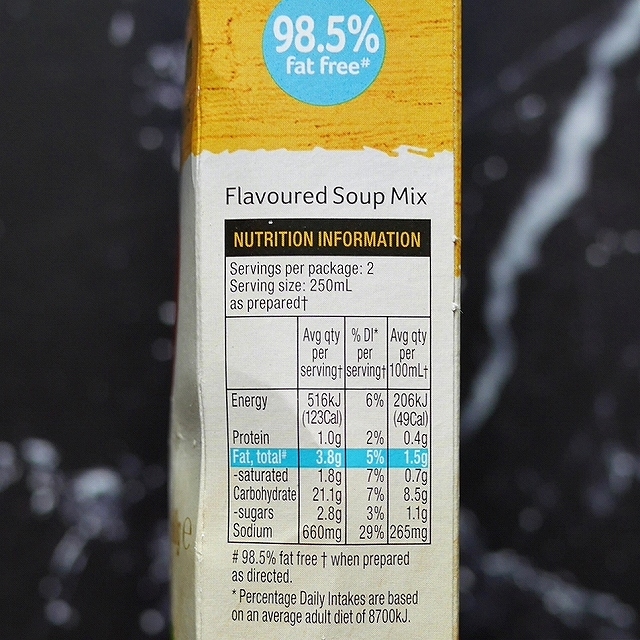 98.5%
fat free#
Flavoured Soup Mix
NUTRITION INFORMATION
Servings per package: 2
Serving size: 250mL
as prepared†
Avg qty per serving† % DI* per serving† Avg qty per 100mL†
Energy 516kJ 6% 206kJ
(123Cal) (49Cal)
Protein 1.0g 2% 0.4g
Fat, total# 3.8g 5% 1.5g
-saturated 1.8g 7% 0.7g
Carbohydrate 21.1g 7% 8.5g
-sugars 2.8g 3% 1.1g
Sodium 660mg 29% 265mg
# 98.5% fat free † when prepared
as directed.
* Percentage Daily Intakes are based
on an average adult diet of 8700kJ.